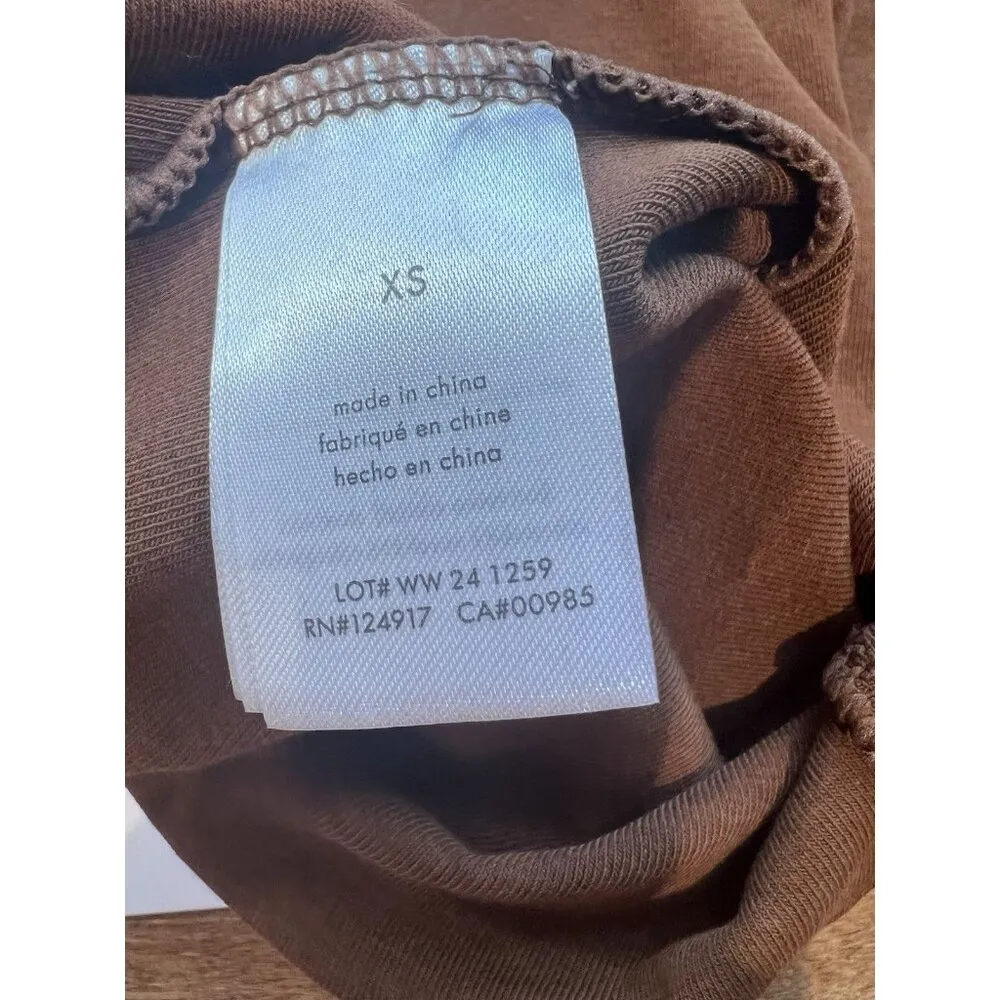 XS
made in china
fabriqué en chine
hecho en china
LOT# WW 24 1259
RN#124917 CA#00985